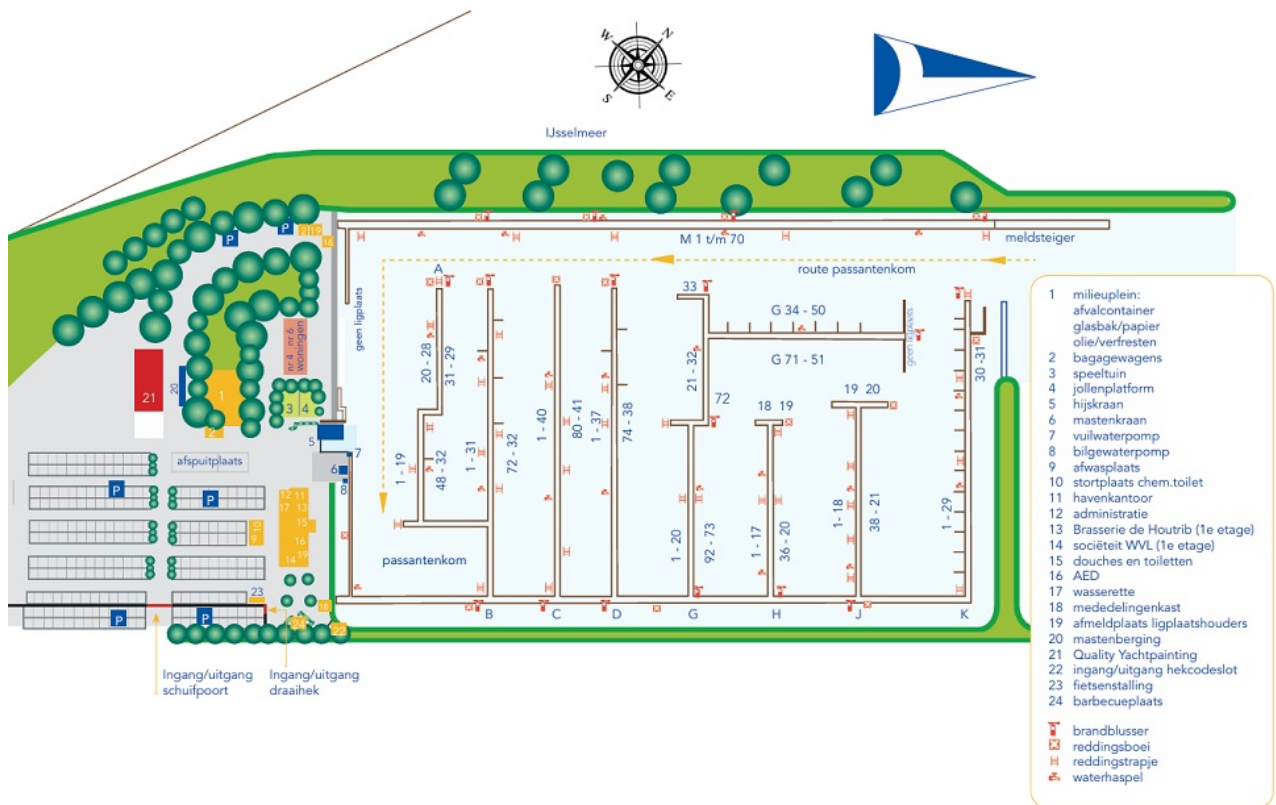 W
N
S
E
IJsselmeer
P
P
2
19
18
M 1 t/m 70
meldsteiger
A
route passantenkom
geen ligplaats
33
G 34 - 50
geen ligplaats
G 71 - 51
20 - 28
31 - 29
21 - 32
30 -31
nr 4 nr 6
woningen
21
20
1
2
3
4
5
6
7
8
72
18 19
19 20
1 - 19
48 - 32
1 - 31
72 - 32
1 - 40
80 - 41
1 - 37
74 - 38
1 - 20
92 - 73
1 - 17
36 - 20
1 - 18
38 - 21
1 - 29
afspuitplaats
P
P
12 11
17 13
15
16
19
14
10
9
passantenkom
23
18
24
22
P
P
B
C
D
G
H
J
K
Ingang/uitgang
schuifpoort
Ingang/uitgang
draaihek
1 milieuplein:
afvalcontainer
glasbak/papier
olie/verfresten
2 bagagewagens
3 speeltuin
4 jollenplatform
5 hijskraan
6 mastenkraan
7 vuilwaterpomp
8 bilgewaterpomp
9 afwasplaats
10 stortplaats chem.toilet
11 havenkantoor
12 administratie
13 Brasserie de Houtrib (1e etage)
14 sociëteit WVL (1e etage)
15 douches en toiletten
16 AED
17 wasserette
18 mededelingenkast
19 afmeldplaats ligplaatshouders
20 mastenberging
21 Quality Yachtpainting
22 ingang/uitgang hekcodeslot
23 fietsenstalling
24 barbecueplaats
brandblusser
reddingsboei
reddingstrapje
waterhaspel